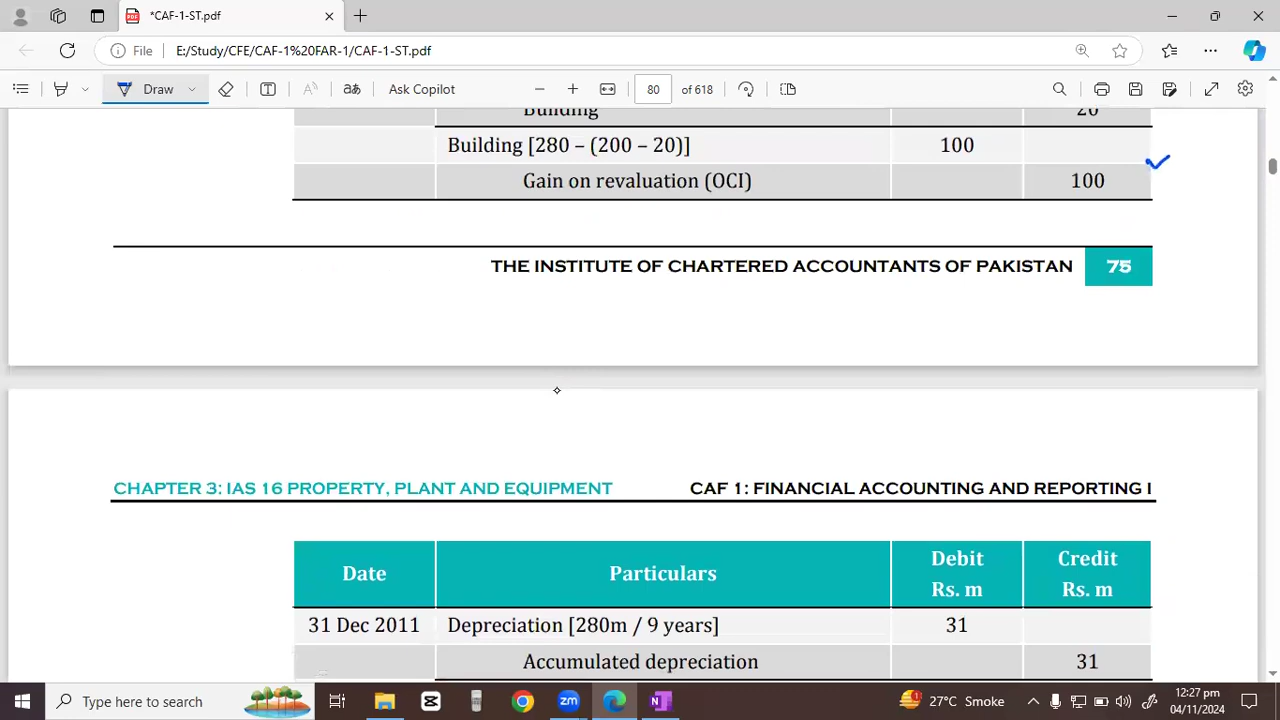 *CAF-1-ST.pdf
File E:/Study/CFE/CAF-1%20FAR-1/CAF-1-ST.pdf
Draw Ask Copilot 80 of 618
Building 20
Building [280 – (200 – 20)] 100
Gain on revaluation (OCI) 100
THE INSTITUTE OF CHARTERED ACCOUNTANTS OF PAKISTAN 75
CHAPTER 3: IAS 16 PROPERTY, PLANT AND EQUIPMENT CAF 1: FINANCIAL ACCOUNTING AND REPORTING I
Date Particulars Debit Rs. m Credit Rs. m
31 Dec 2011 Depreciation [280m / 9 years] 31
Accumulated depreciation 31
Type here to search 27°C Smoke 12:27 pm
04/11/2024